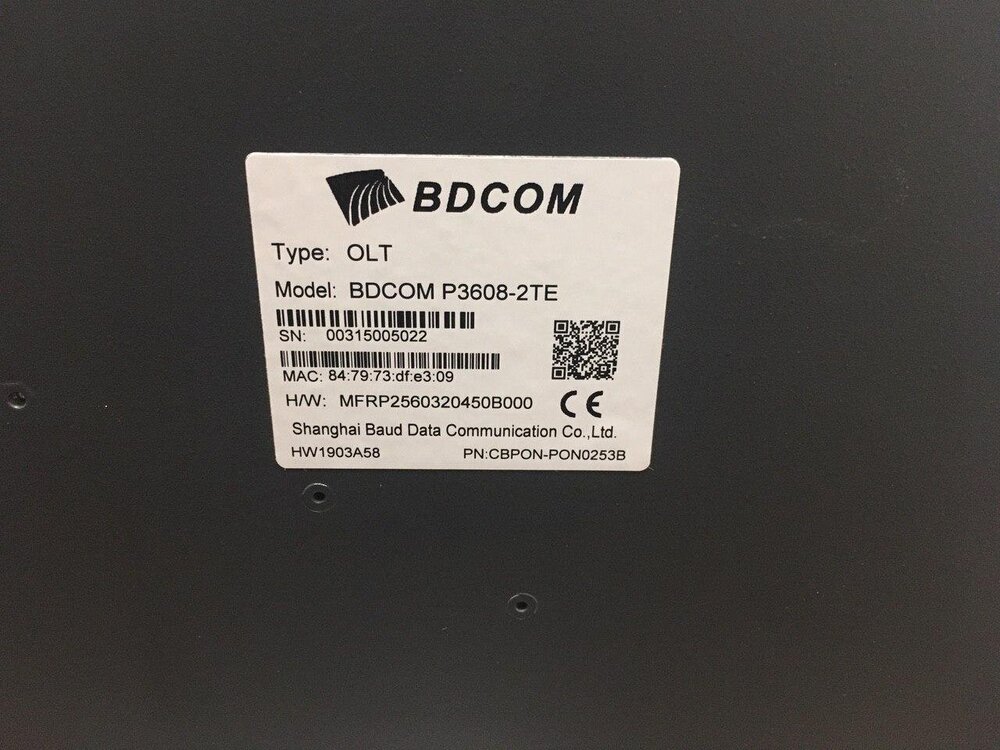 BDCOM
Type: OLT
Model: BDCOM P3608-2TE
SN: 00315005022
MAC: 84:79:73:df:e3:09
H/W: MFRP2560320450B000 CE
Shanghai Baud Data Communication Co.,Ltd.
HW1903A58 PN:CBPON-PON0253B